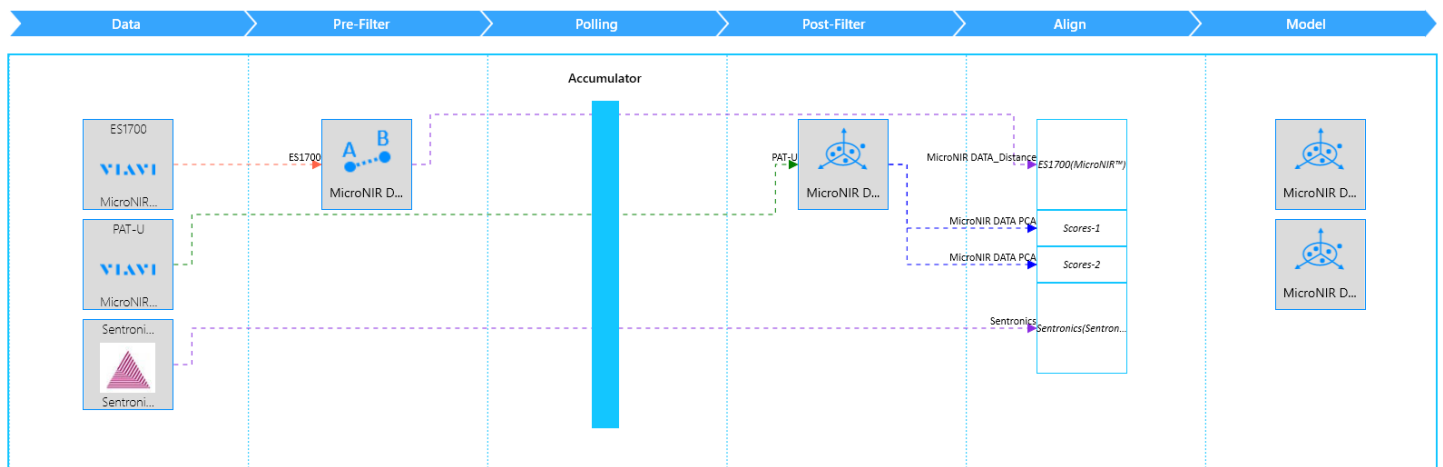 Data
Pre-Filter
Polling
Post-Filter
Align
Model
Accumulator
ES1700
VIAVI
MicroNIR...
PAT-U
VIAVI
MicroNIR...
Sentroni...
Sentroni...
ES1700
A B
MicroNIR D...
PAT-U
MicroNIR D...
MicroNIR DATA_Distance
ES1700(MicroNIR™)
MicroNIR DATA PCA
Scores-1
MicroNIR DATA PCA
Scores-2
Sentronics
Sentronics(Sentron...
MicroNIR D...
MicroNIR D...